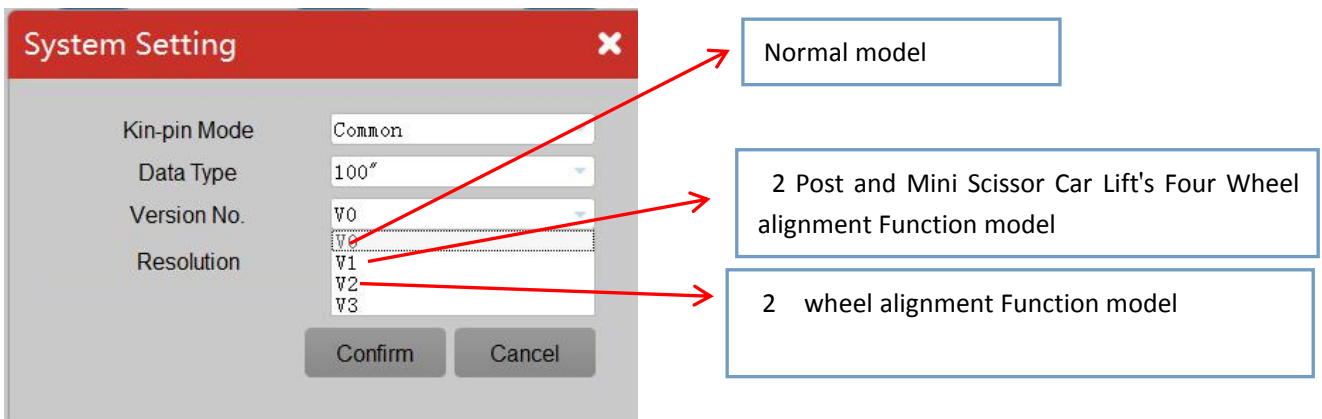 System Setting
Kin-pin Mode
Common
Data Type
100″
Version No.
V0
V0
V1
V2
V3
Resolution
Confirm
Cancel
Normal model
2 Post and Mini Scissor Car Lift's Four Wheel
alignment Function model
2 wheel alignment Function model